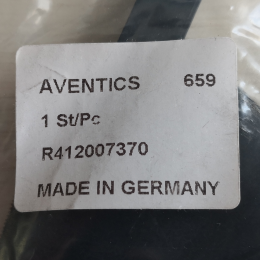 AVENTICS 659
1 St/Pc
R412007370
MADE IN GERMANY